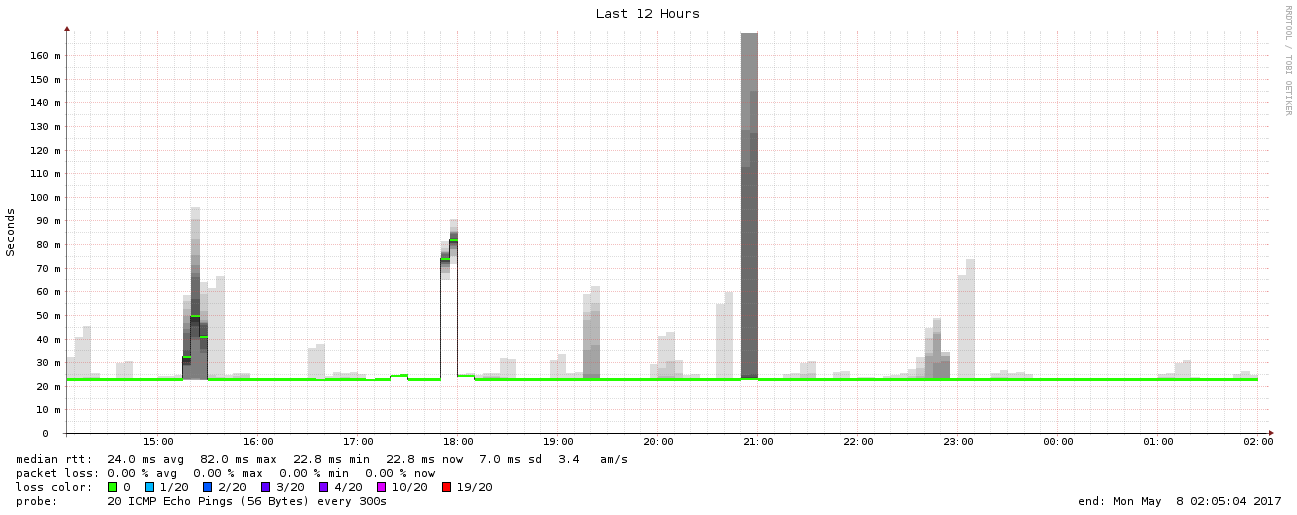 Last 12 Hours
RRDTOOL / TOBI OETIKER
Seconds
160 m
150 m
140 m
130 m
120 m
110 m
100 m
90 m
80 m
70 m
60 m
50 m
40 m
30 m
20 m
10 m
0
15:00 16:00 17:00 18:00 19:00 20:00 21:00 22:00 23:00 00:00 01:00 02:00
median rtt: 24.0 ms avg 82.0 ms max 22.8 ms min 22.8 ms now 7.0 ms sd 3.4 am/s
packet loss: 0.00 % avg 0.00 % max 0.00 % min 0.00 % now
loss color: 0 1/20 2/20 3/20 4/20 10/20 19/20
probe: 20 ICMP Echo Pings (56 Bytes) every 300s end: Mon May 8 02:05:04 2017